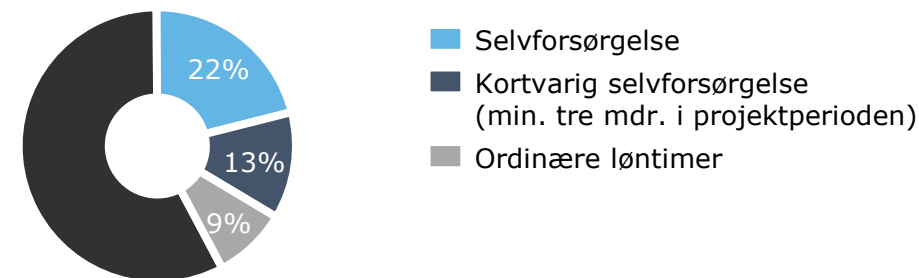 22%
13%
9%
Selvforsørgelse
Kortvarig selvforsørgelse
(min. tre mdr. i projektperioden)
Ordinære løntimer